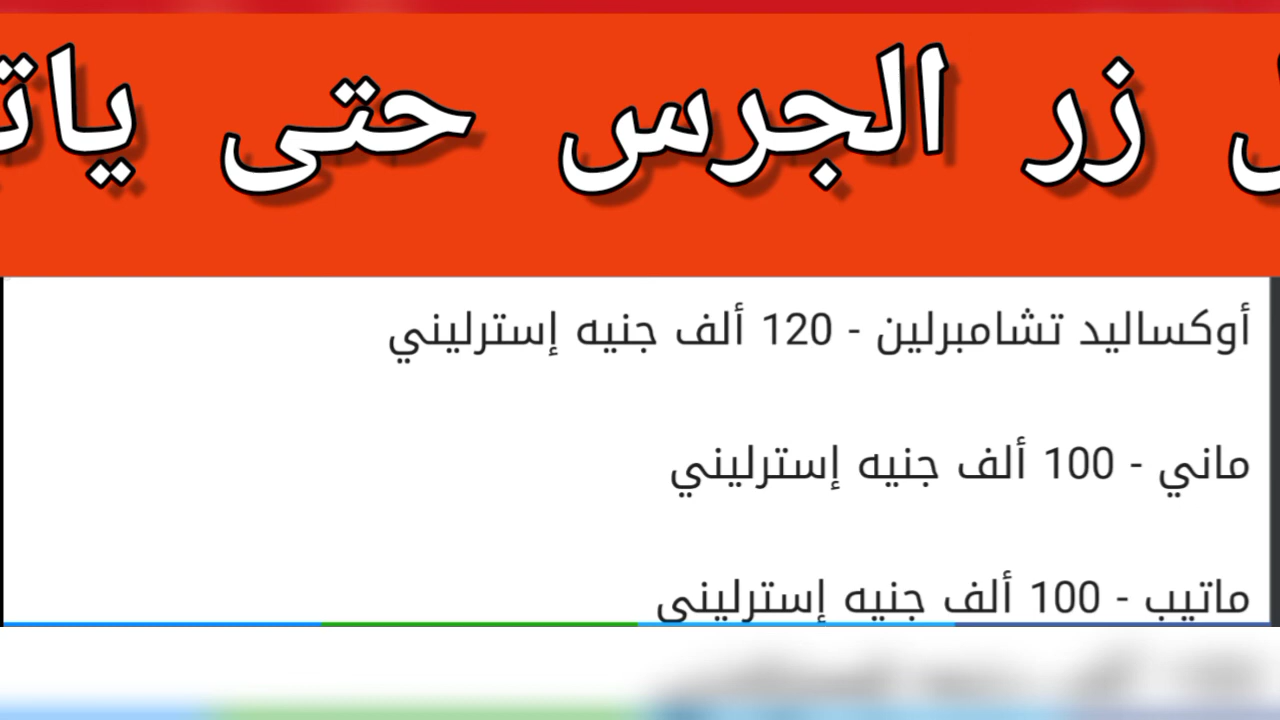 زر الجرس حتى
أوكساليد تشامبرلين - 120 ألف جنيه إسترليني
ماني - 100 ألف جنيه إسترليني
ماتيب - 100 ألف جنيه إسترليني